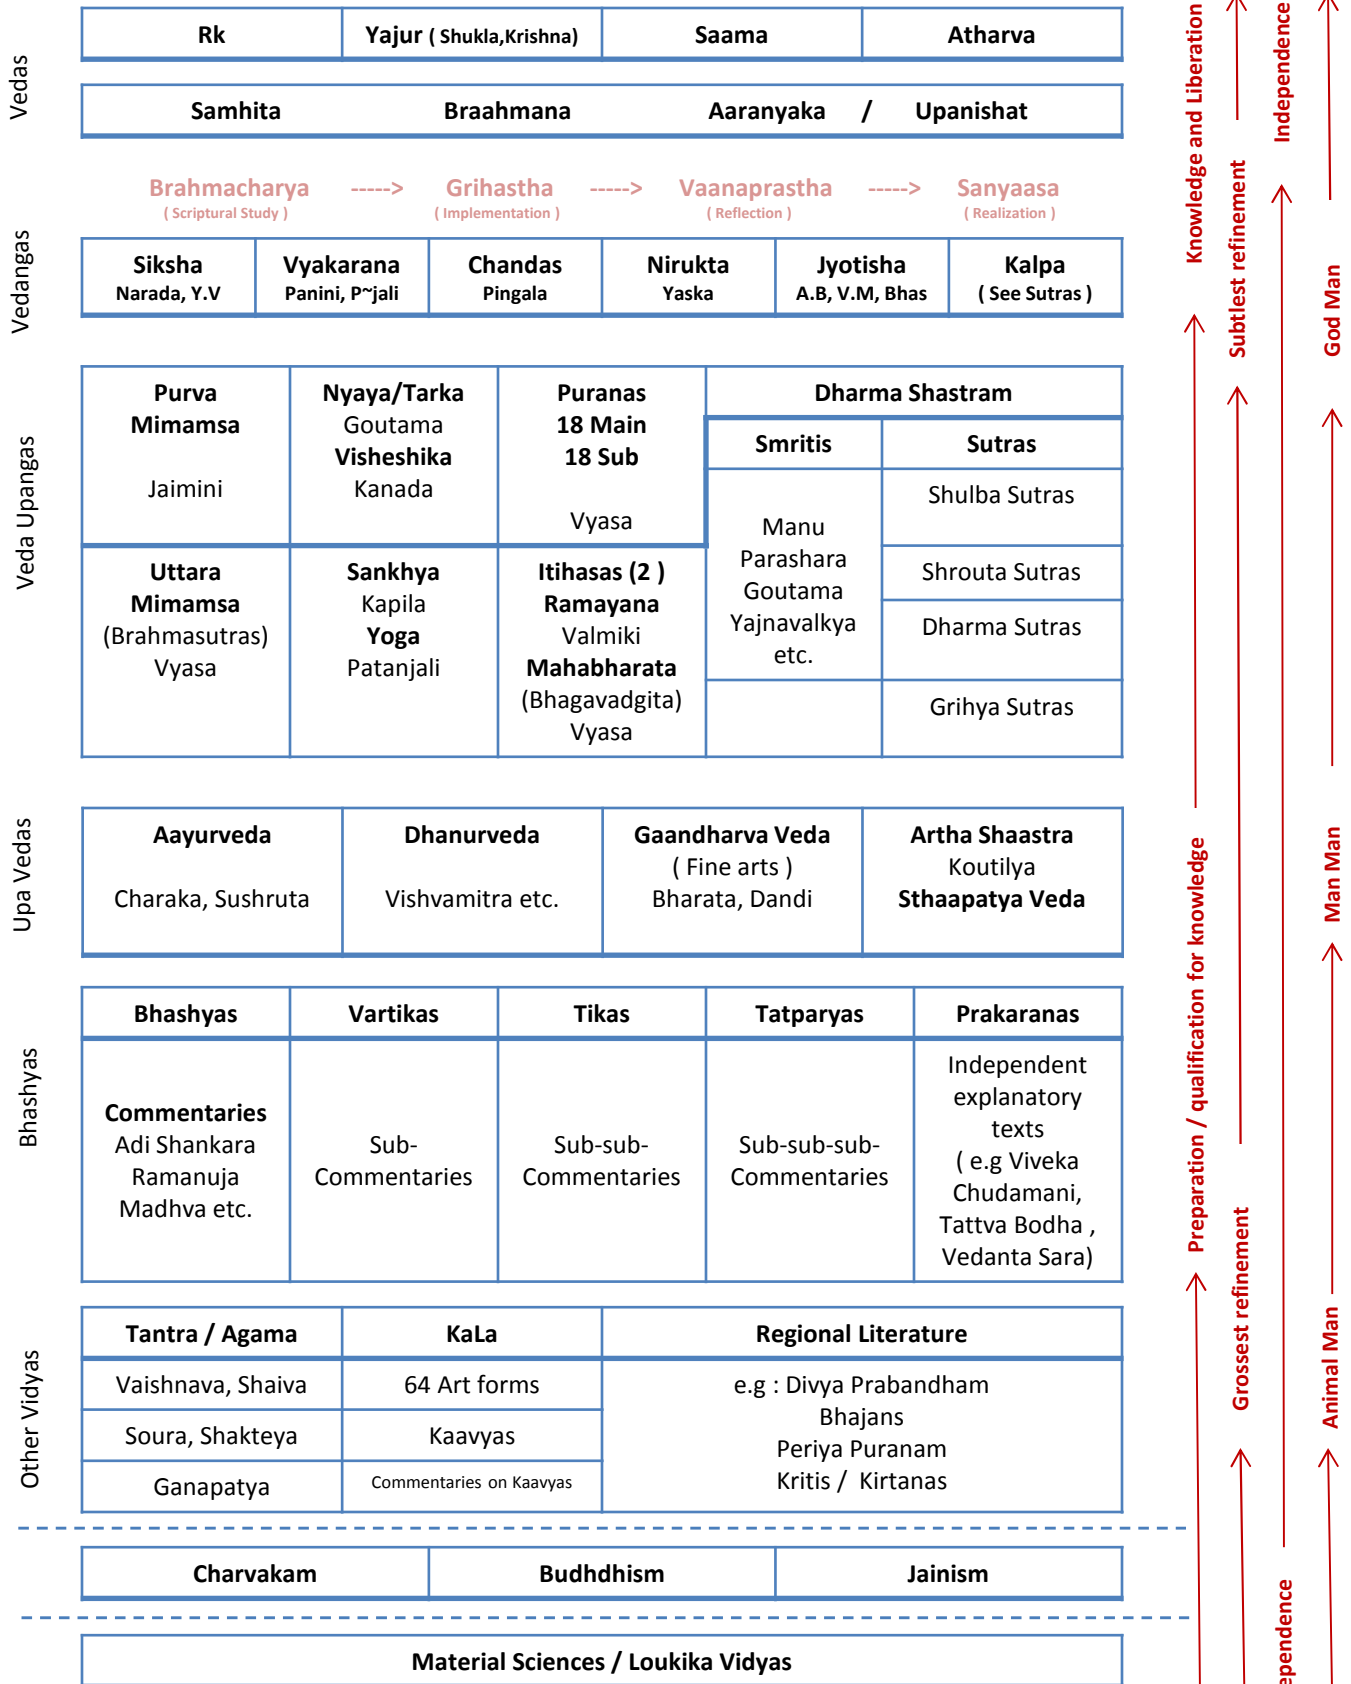 Vedas
Rk Yajur ( Shukla,Krishna) Saama Atharva
Samhita Braahmana Aaranyaka / Upanishat
Brahmacharya -----> Grihastha -----> Vaanaprastha -----> Sanyaasa
( Scriptural Study ) ( Implementation ) ( Reflection ) ( Realization )
Vedangas
Siksha
Narada, Y.V
Vyakarana
Panini, P~jali
Chandas
Pingala
Nirukta
Yaska
Jyotisha
A.B, V.M, Bhas
Kalpa
( See Sutras )
Veda Upangas
Purva
Mimamsa
Jaimini
Nyaya/Tarka
Goutama
Visheshika
Kanada
Puranas
18 Main
18 Sub
Vyasa
Dharma Shastram
Smritis
Manu
Parashara
Goutama
Yajnavalkya
etc.
Sutras
Shulba Sutras
Shrouta Sutras
Dharma Sutras
Grihya Sutras
Uttara
Mimamsa
(Brahmasutras)
Vyasa
Sankhya
Kapila
Yoga
Patanjali
Itihasas (2 )
Ramayana
Valmiki
Mahabharata
(Bhagavadgita)
Vyasa
Upa Vedas
Aayurveda
Charaka, Sushruta
Dhanurveda
Vishvamitra etc.
Gaandharva Veda
( Fine arts )
Bharata, Dandi
Artha Shaastra
Koutilya
Sthaapatya Veda
Bhashyas
Bhashyas Vartikas Tikas Tatparyas Prakaranas
Commentaries
Adi Shankara
Ramanuja
Madhva etc.
Sub-
Commentaries
Sub-sub-
Commentaries
Sub-sub-sub-
Commentaries
Independent
explanatory
texts
( e.g Viveka
Chudamani,
Tattva Bodha ,
Vedanta Sara)
Other Vidyas
Tantra / Agama
Vaishnava, Shaiva
Soura, Shakteya
Ganapatya
KaLa
64 Art forms
Kaavyas
Commentaries on Kaavyas
Regional Literature
e.g : Divya Prabandham
Bhajans
Periya Puranam
Kritis / Kirtanas
Charvakam Budhdhism Jainism
Material Sciences / Loukika Vidyas
Knowledge and Liberation
Preparation / qualification for knowledge
Subtlest refinement
Grossest refinement
Independence
God Man
Man Man
Animal Man